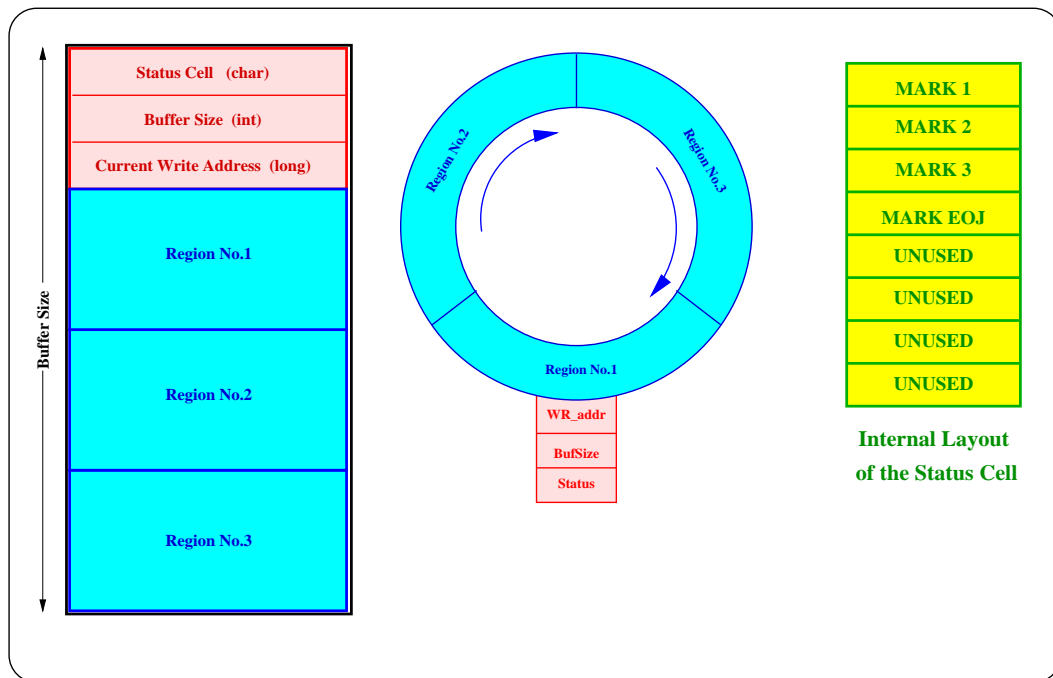 Buffer Size
Status Cell (char)
Buffer Size (int)
Current Write Address (long)
Region No.1
Region No.2
Region No.3
Region No.2
Region No.3
Region No.1
WR_addr
BufSize
Status
MARK 1
MARK 2
MARK 3
MARK EOJ
UNUSED
UNUSED
UNUSED
UNUSED
Internal Layout
of the Status Cell